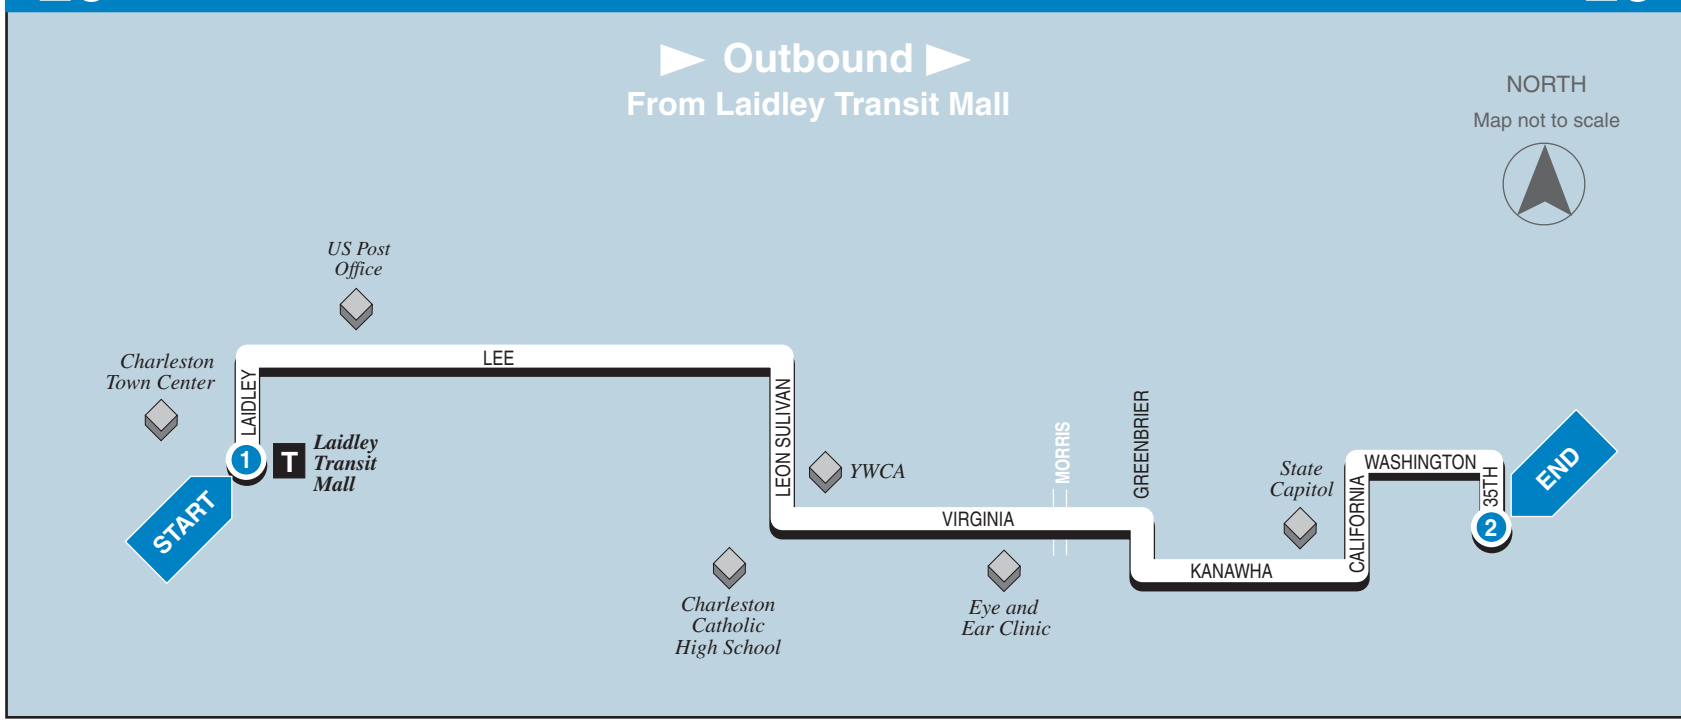 Outbound
From Laidley Transit Mall
NORTH
Map not to scale
US Post
Office
Charleston
Town Center
LAIDLEY
LEE
1
T
Laidley
Transit
Mall
START
LEON SULIVAN
YWCA
VIRGINIA
MORRIS
GREENBRIER
Charleston
Catholic
High School
Eye and
Ear Clinic
KANAWHA
State
Capitol
CALIFORNIA
WASHINGTON
35TH
2
END